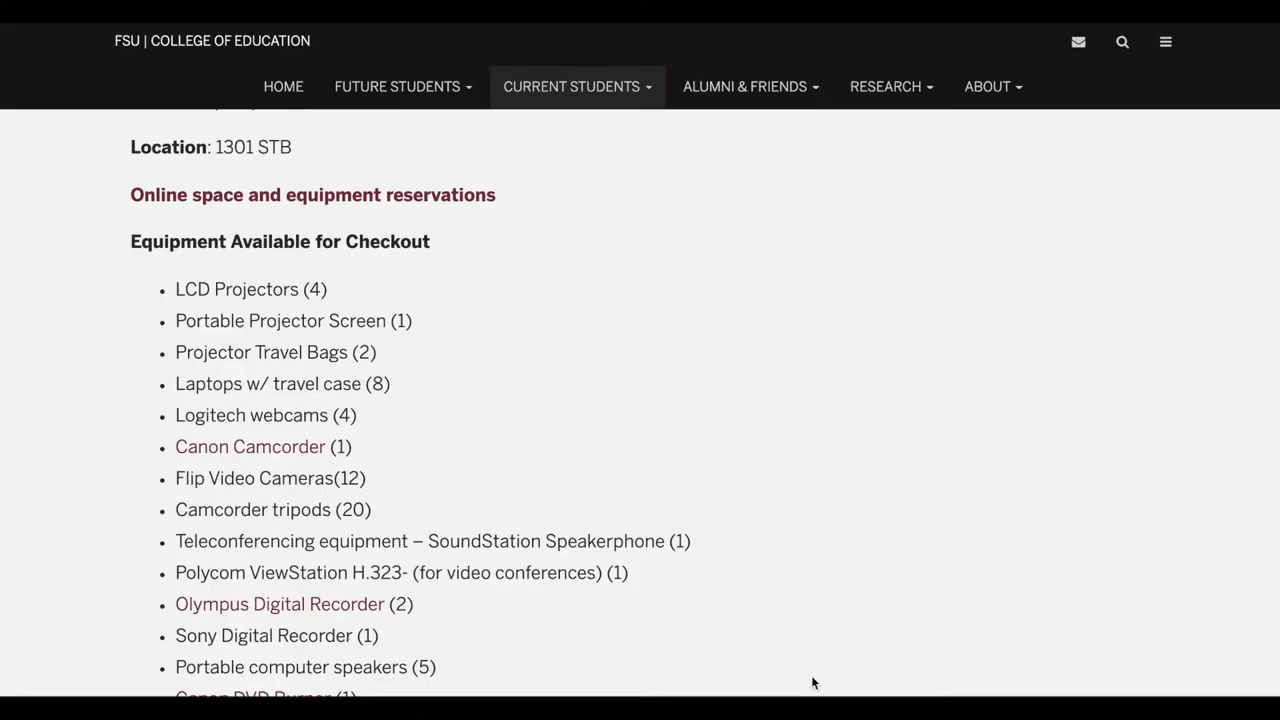 FSU | COLLEGE OF EDUCATION
HOME FUTURE STUDENTS CURRENT STUDENTS ALUMNI & FRIENDS RESEARCH ABOUT
Location: 1301 STB
Online space and equipment reservations
Equipment Available for Checkout
• LCD Projectors (4)
• Portable Projector Screen (1)
• Projector Travel Bags (2)
• Laptops w/ travel case (8)
• Logitech webcams (4)
• Canon Camcorder (1)
• Flip Video Cameras(12)
• Camcorder tripods (20)
• Teleconferencing equipment – SoundStation Speakerphone (1)
• Polycom ViewStation H.323- (for video conferences) (1)
• Olympus Digital Recorder (2)
• Sony Digital Recorder (1)
• Portable computer speakers (5)
Canon DVD Burner (1)